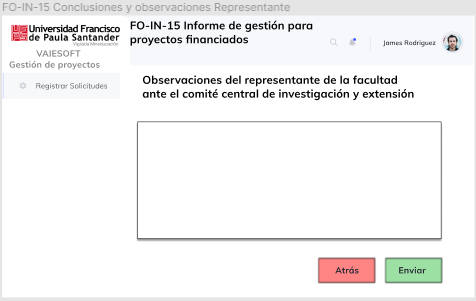 FO-IN-15 Conclusiones y observaciones Representante
Universidad Francisco
de Paula Santander
Vigilada Mineducación
VAIESOFT
Gestión de proyectos
Registrar Solicitudes
FO-IN-15 Informe de gestión para
proyectos financiados
James Rodriguez
Observaciones del representante de la facultad
ante el comité central de investigación y extensión
Atrás
Enviar